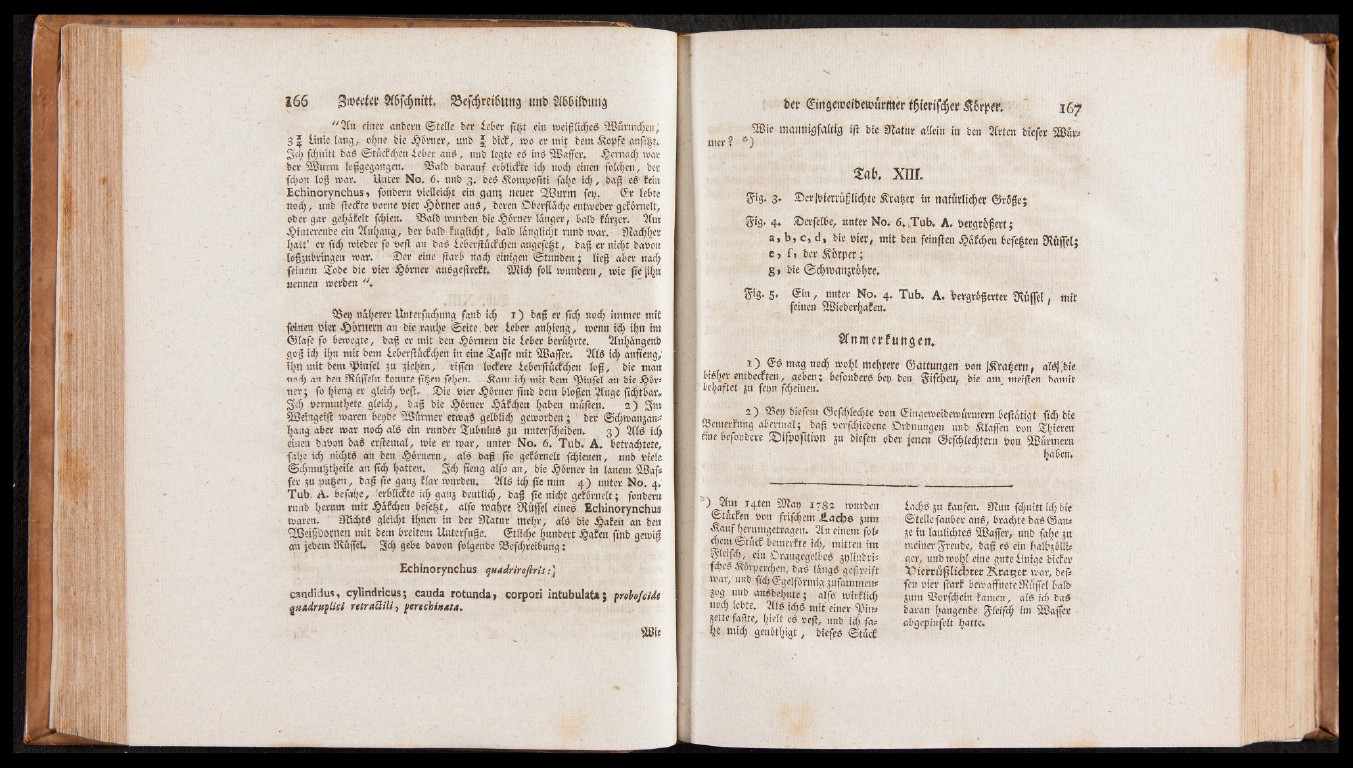 166 Zweeter Abschnitt. Beschreibung und Abbildung
"An einer andern Stelle der Leber sitzt ein weißliches Würmchen,
Linie lang, ohne die Hörner, und dick, wo er mit dem Kopfe ansitzt.
Ich schnitt das Stückchen Leber aus, und legte es ins Wasser. Hernach war
der Wurm loßgegangen. Bald darauf erblickte ich noch einen solchen, der
schon loß war. Unter No. 6. und 3. des Kompositi sahe ich, daß es kein
Echinorynchus, sondern vielleicht ein ganz neuer Wurm sey. Er lebte
noch, und steckte vorne vier Hörner aus, deren Oberfläche entweder gekörnelt,
oder gar gehäkelt schien. Bald wurden die Hörner länger, bald kürzer. Am
Hinterende ein Anhang, der bald kuglicht, bald länglicht rund war. Nachher
hatt' er sich wieder so vest an das Leberstückchen angesetzt, daß er nicht davon
loßzubringen war. Der eine starb nach einigen Stunden; ließ aber nach
seinem Tode die vier Hörner ausgestrekt. Mich soll wundern, wie sie ihn
nennen werden ".
Bey näherer Untersuchung fand ich 1) daß er sich noch immer mit
seinen vier Hörnern an die rauhe Seite der Leber anhieng, wenn ich ihn im
Glase so bewegte, daß er mit den Hörnern die Leber berührte. Anhängend
goß ich ihn mit dem Leberstückchen in eine Tasse mit Wasser. Als ich anfieng,
ihn mit dem Pinsel zu ziehen, rissen lockere Leberstückchen loß, die man
noch an den Rüsseln konnte sitzen sehen. Kam ich mit dem Pinsel an die Hör-
ner; so hieng er gleich vest. Die vier Hörner sind dem bloßen Auge sichtbar.
Ich vermuthete gleich, daß die Hörner Häkchen haben müsten. 2) Im
Weingeist waren beyde Würmer etwas gelblich geworden; der Schwanzan-
hang aber war noch als ein runder Tubulus zu unterscheiden. 3) Als ich
einen davon das erstemal, wie er war, unter No. 6. Tub. A. betrachtete,
sahe ich nichts an den Hörnern, als daß sie gekörnelt schienen, und viele
Schmutztheile an sich hatten. Ich fieng also an, die Hörner in lauem Was-
ser zu putzen, daß sie ganz klar wurden. Als ich sie nun 4) unter No. 4.
Tub. A. besahe, erblickte ich ganz deutlich, daß sie nicht gekörnelt; sondern
rund herum mit Häkchen besetzt, also wahre Rüssel eines Echinorynchus
waren. Nichts gleicht ihnen in der Natur mehr, als die Haken an den
Weißdornen mit dem breitem Unterfuße. Etliche hundert Haken sind gewiß
an jedem Rüssel. Ich gebe davon folgende Beschreibung:
Echinorynchus quadrirostris:
candidus, cylindricus; cauda rotunda, corpori intubulata; proboscide
quadruplici retractili, perechinata.
Wie
der Eingeweidewürmer thierischer Körper. 167
Wie mannigfaltig ist die Natur allein in den Arten dieser Wür-
mer? *)
Tab. XIII.
Fig. 3. Der vierrüßlichte Kratzer in natürlicher Größe;
Fig. 4. Derselbe, unter No. 6. Tub. A. vergrößert;
a, b, c, d, die vier, mit den feinsten Häkchen besetzten Rüssel;
e, f, der Körper;
g, die Schwanzröhre.
Fig. 5. Ein, unter No. 4. Tub. A. vergrößerter Rüssel, mit
seinen Wiederhaken.
Anmerkungen.
1) Es mag noch wohl mehrere Gattungen von Kratzern, als die
bisher entdeckten, geben; besonders bey den Fischen, die am meisten damit
behaftet zu seyn scheinen.
2) Bey diesem Geschlechte von Eingeweidewürmern bestätigt sich die
Bemerkung abermal; daß verschiedene Ordnungen und Klassen von Thieren
eine besondere Disposition zu diesen oder jenen Geschlechtern von Würmern
haben.
*) Am 14ten May 1782 wurden
Stücken von frischem Lachs zum
Kauf herumgetragen. An einem sol-
chem Stück bemerkte ich, mitten im
Fleisch, ein Orangegelbes zylindri-
sches Körperchen, das längs gestreift
war, und sich Egelförmig zusammen-
zog und ausdehnte; also wirklich
noch lebte. Als ichs mit einer Pin-
zette faßte, hielt es vest, und ich sa-
he mich genöthigt, dieses Stück
Lachs zu kaufen. Nun schnitt ich die
Stelle sauber aus, brachte das Gan-
ze in laulichtes Wasser, und sahe zu
meiner Freude, daß es ein halbzölli-
ger, und wohl eine gute Linige dicker
Vierrüßlichter Kratzer war, des-
sen vier stark bewaffnete Rüssel bald
zum Vorschein kamen, als ich das
daran hangende Fleisch im Wasser
abgepinselt hatte.